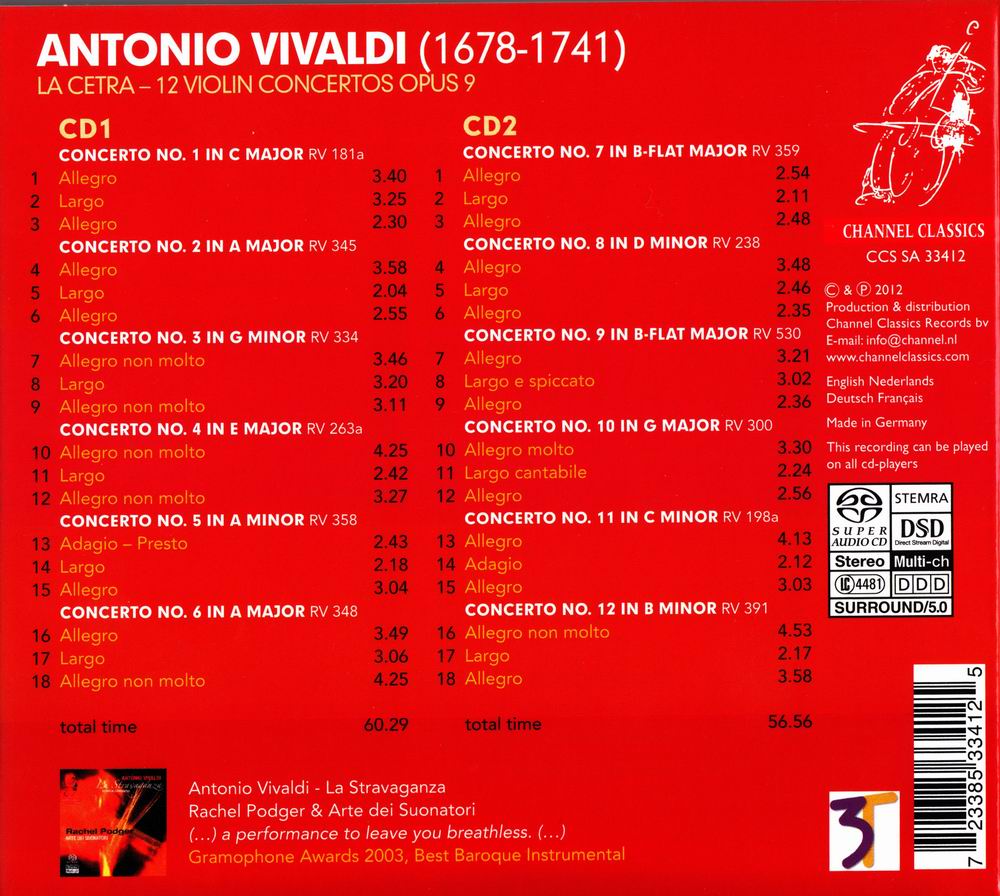 ANTONIO VIVALDI (1678-1741)
LA CETRA – 12 VIOLIN CONCERTOS OPUS 9
CD1
CONCERTO NO. 1 IN C MAJOR RV 181a
1 Allegro 3.40
2 Largo 3.25
3 Allegro 2.30
CONCERTO NO. 2 IN A MAJOR RV 345
4 Allegro 3.58
5 Largo 2.04
6 Allegro 2.55
CONCERTO NO. 3 IN G MINOR RV 334
7 Allegro non molto 3.46
8 Largo 3.20
9 Allegro non molto 3.11
CONCERTO NO. 4 IN E MAJOR RV 263a
10 Allegro non molto 4.25
11 Largo 2.42
12 Allegro non molto 3.27
CONCERTO NO. 5 IN A MINOR RV 358
13 Adagio – Presto 2.43
14 Largo 2.18
15 Allegro 3.04
CONCERTO NO. 6 IN A MAJOR RV 348
16 Allegro 3.49
17 Largo 3.06
18 Allegro non molto 4.25
total time 60.29
CD2
CONCERTO NO. 7 IN B-FLAT MAJOR RV 359
1 Allegro 2.54
2 Largo 2.11
3 Allegro 2.48
CONCERTO NO. 8 IN D MINOR RV 238
4 Allegro 3.48
5 Largo 2.46
6 Allegro 2.35
CONCERTO NO. 9 IN B-FLAT MAJOR RV 530
7 Allegro 3.21
8 Largo e spiccato 3.02
9 Allegro 2.36
CONCERTO NO. 10 IN G MAJOR RV 300
10 Allegro molto 3.30
11 Largo cantabile 2.24
12 Allegro 2.56
CONCERTO NO. 11 IN C MINOR RV 198a
13 Allegro 4.13
14 Adagio 2.12
15 Allegro 3.03
CONCERTO NO. 12 IN B MINOR RV 391
16 Allegro non molto 4.53
17 Largo 2.17
18 Allegro 3.58
total time 56.56
CHANNEL CLASSICS
CCS SA 33412
© & ℗ 2012
Production & distribution
Channel Classics Records bv
E-mail: info@channel.nl
www.channelclassics.com
English Nederlands
Deutsch Français
Made in Germany
This recording can be played
on all cd-players
SUPER AUDIO CD
STEMRA
DSD
Direct Stream Digital
Stereo Multi-ch
LC 4481 DDD
SURROUND/5.0
7 23385 33412 5
3T
ANTONIO VIVALDI
La Stravaganza
Rachel Podger
ARTE DEI SUONATORI
Antonio Vivaldi - La Stravaganza
Rachel Podger & Arte dei Suonatori
(...) a performance to leave you breathless. (...)
Gramophone Awards 2003, Best Baroque Instrumental